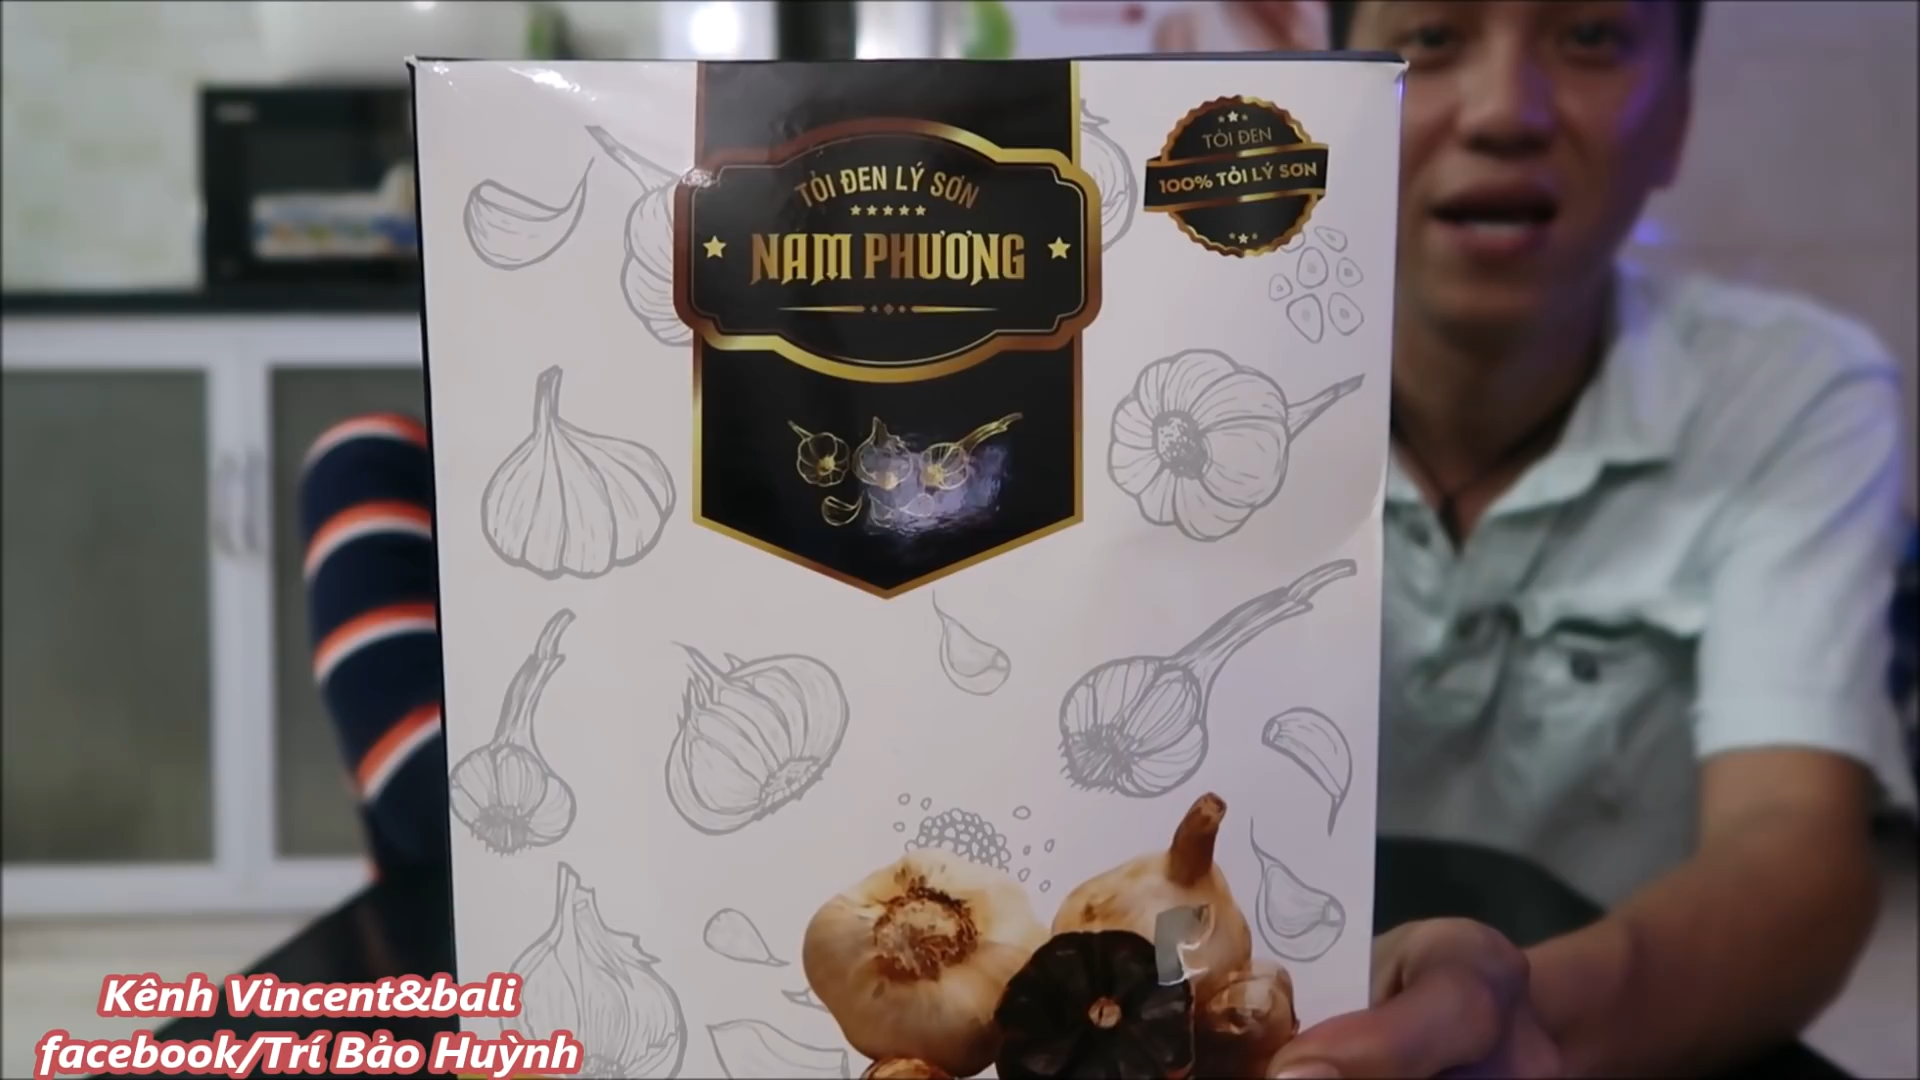 TỎI ĐEN LÝ SƠN
NAM PHƯƠNG
TỎI ĐEN
100% TỎI LÝ SƠN
Kênh Vincent&bali
facebook/Trí Bảo Huỳnh